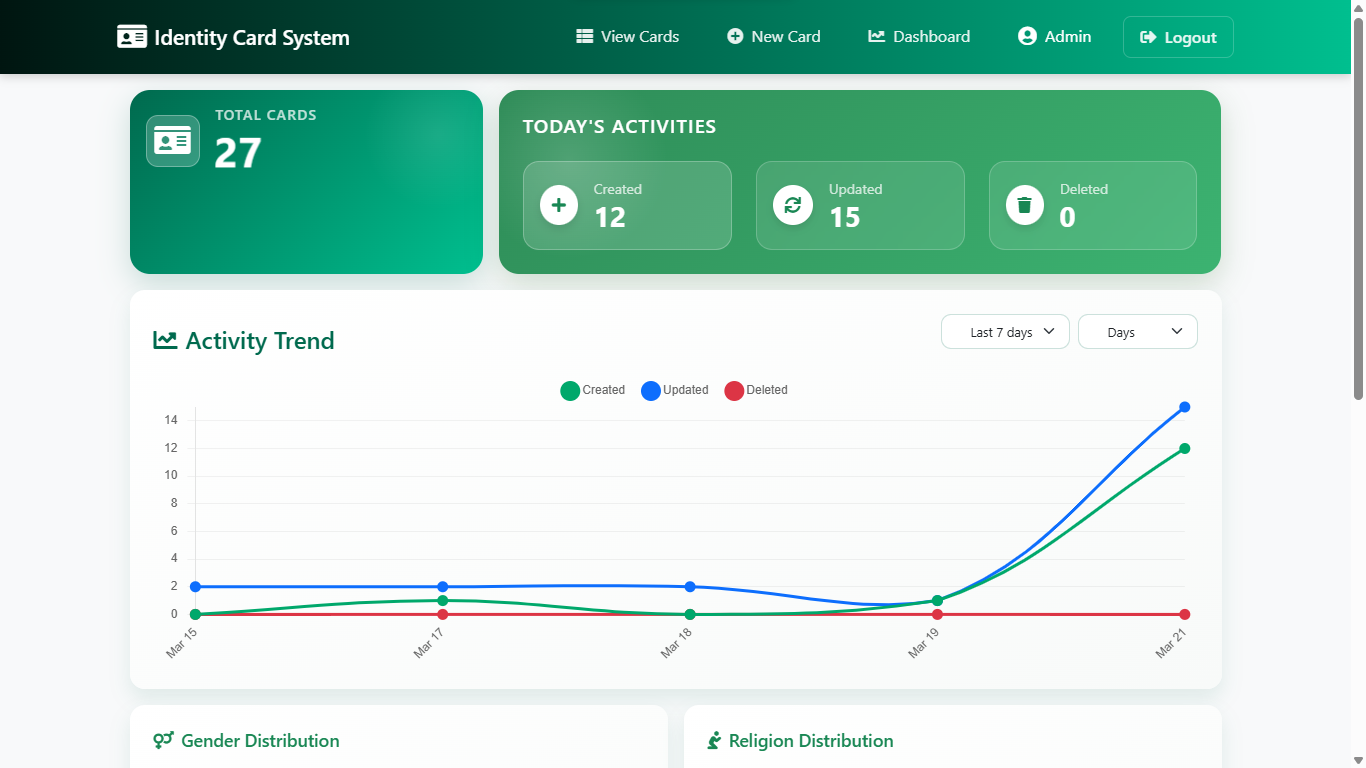 Identity Card System
View Cards
New Card
Dashboard
Admin
Logout
TOTAL CARDS
27
TODAY'S ACTIVITIES
Created
12
Updated
15
Deleted
0
Activity Trend
Last 7 days
Days
Created
Updated
Deleted
14
12
10
8
6
4
2
0
Mar 15
Mar 17
Mar 18
Mar 19
Mar 21
Gender Distribution
Religion Distribution